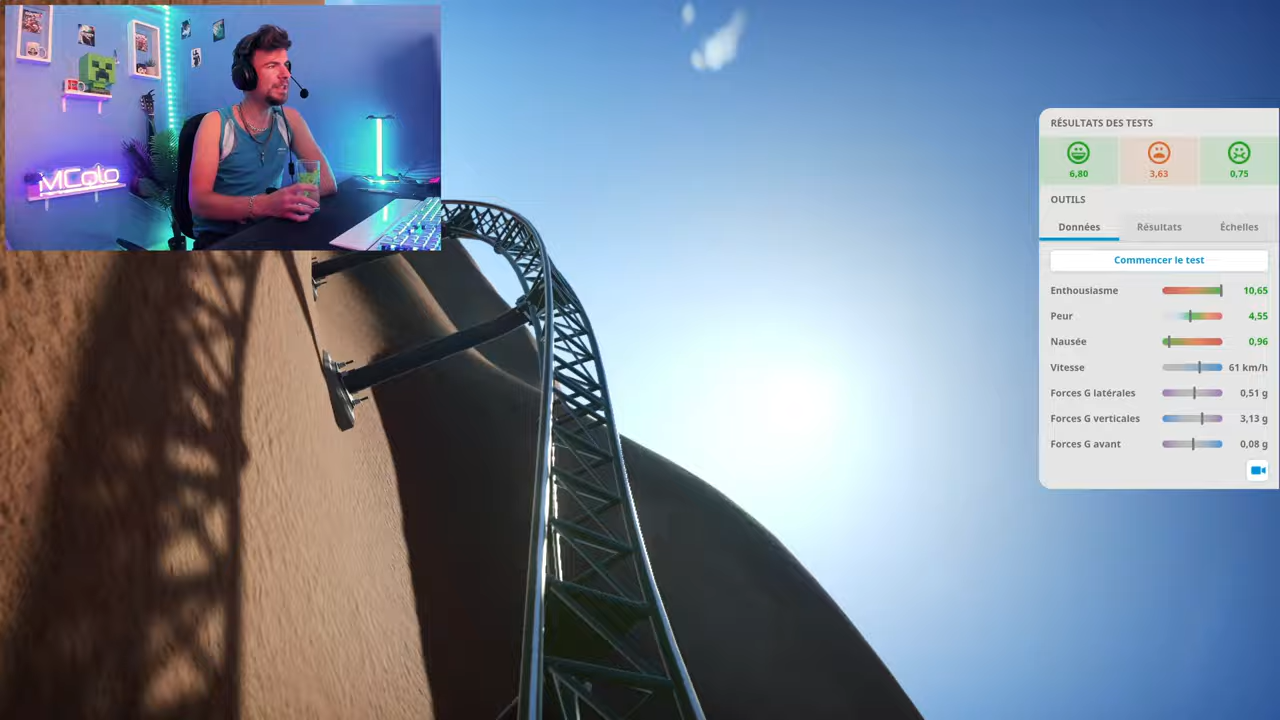 MColo
RÉSULTATS DES TESTS
6,80 3,63 0,75
OUTILS
Données Résultats Échelles
Commencer le test
Enthousiasme 10,65
Peur 4,55
Nausée 0,96
Vitesse 61 km/h
Forces G latérales 0,51 g
Forces G verticales 3,13 g
Forces G avant 0,08 g